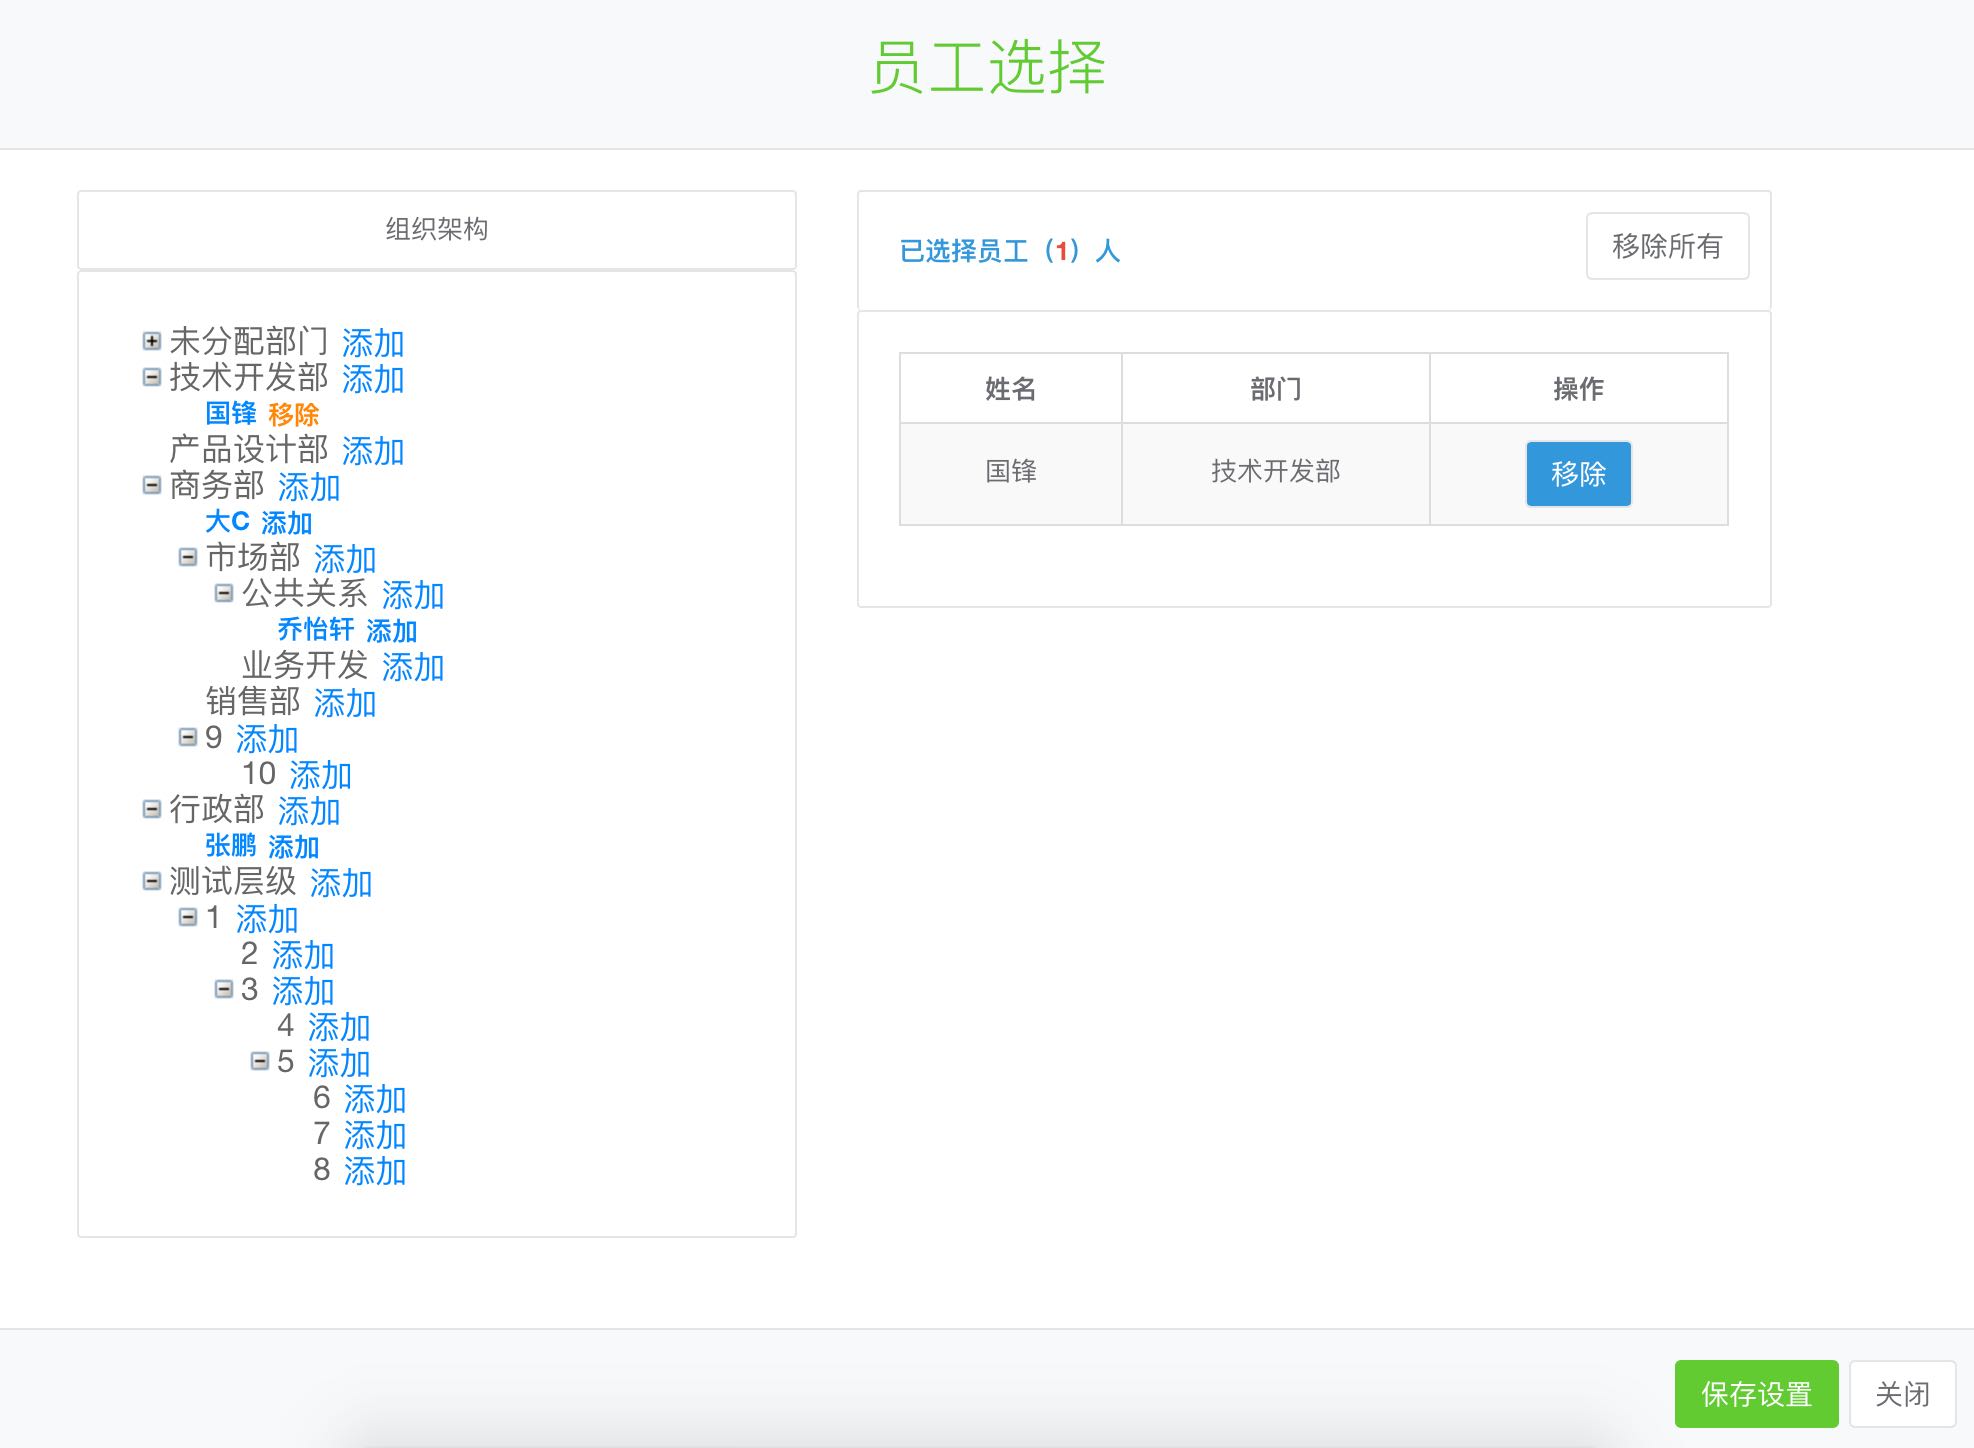 员工选择
组织架构
未分配部门 添加
技术开发部 添加
国锋 移除
产品设计部 添加
商务部 添加
大C 添加
市场部 添加
公共关系 添加
乔怡轩 添加
业务开发 添加
销售部 添加
9 添加
10 添加
行政部 添加
张鹏 添加
测试层级 添加
1 添加
2 添加
3 添加
4 添加
5 添加
6 添加
7 添加
8 添加
已选择员工（1）人
移除所有
姓名 部门 操作
国锋 技术开发部 移除
保存设置 关闭